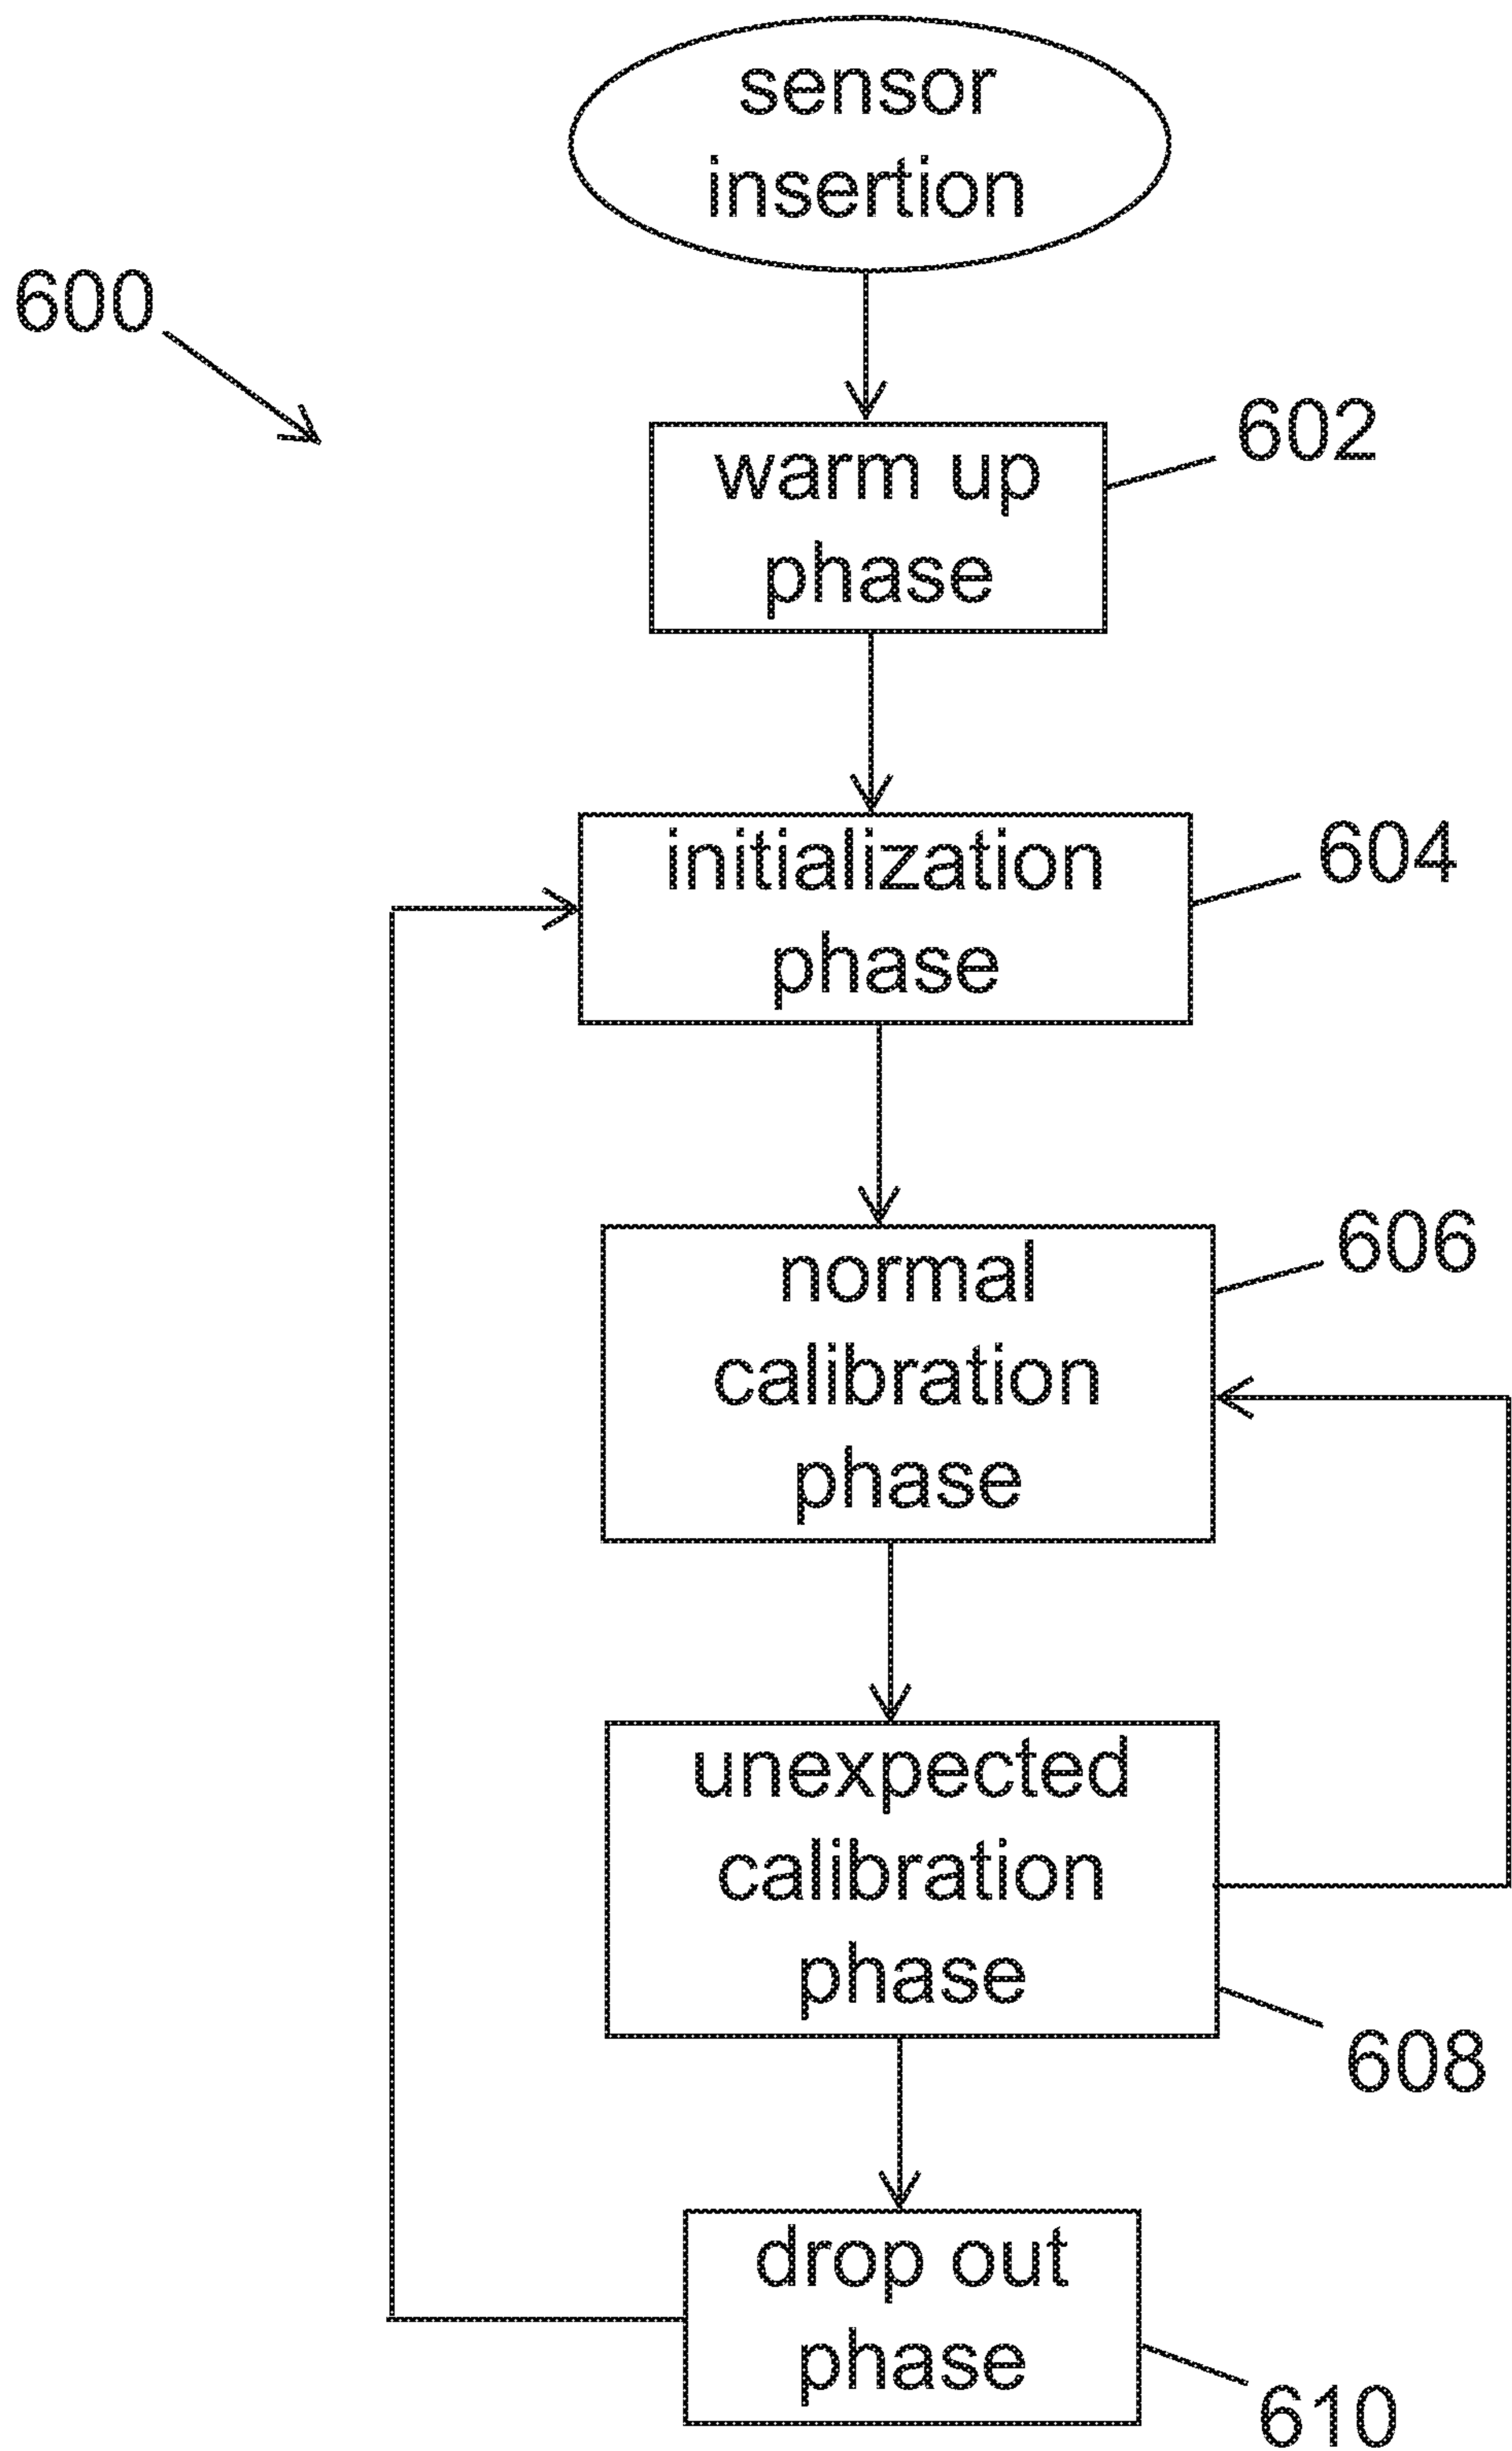 sensor
insertion
600
warm up
phase
602
initialization
phase
604
normal
calibration
phase
606
unexpected
calibration
phase
608
drop out
phase
610